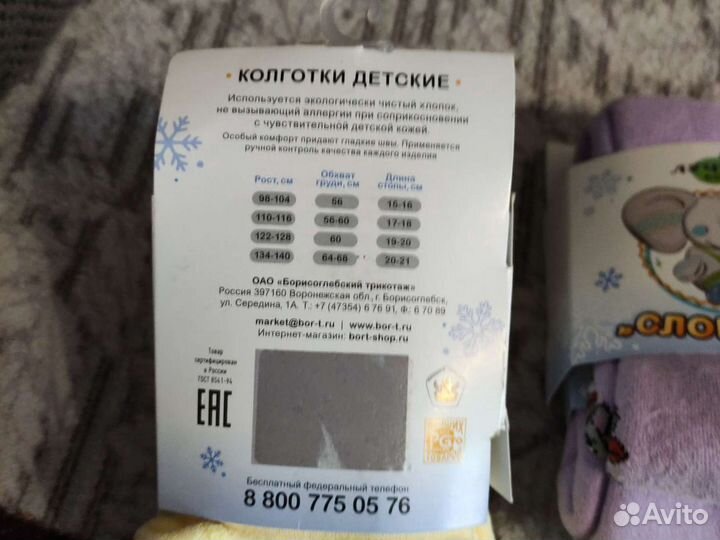 КОЛГОТКИ ДЕТСКИЕ
Используется экологически чистый хлопок,
не вызывающий аллергии при соприкосновении
с чувствительной детской кожей.
Особый комфорт придают гладкие швы. Применяется
ручной контроль качества каждого изделия
Рост, см Обхват груди, см Длина стопы, см
98-104 56 15-16
110-116 56-60 17-18
122-128 60 19-20
134-140 64-68 20-21
ОАО «Борисоглебский трикотаж»
Россия 397160 Воронежская обл., г. Борисоглебск,
ул. Середина, 1А. Т.: +7 (47354) 6 76 91, Ф.: 6 70 89
market@bor-t.ru | www.bor-t.ru
Интернет-магазин: bort-shop.ru
Товар
сертифицирован
в России
ГОСТ 8541-94
ЕАС
Бесплатный федеральный телефон
8 800 775 05 76
„СЛО
Avito